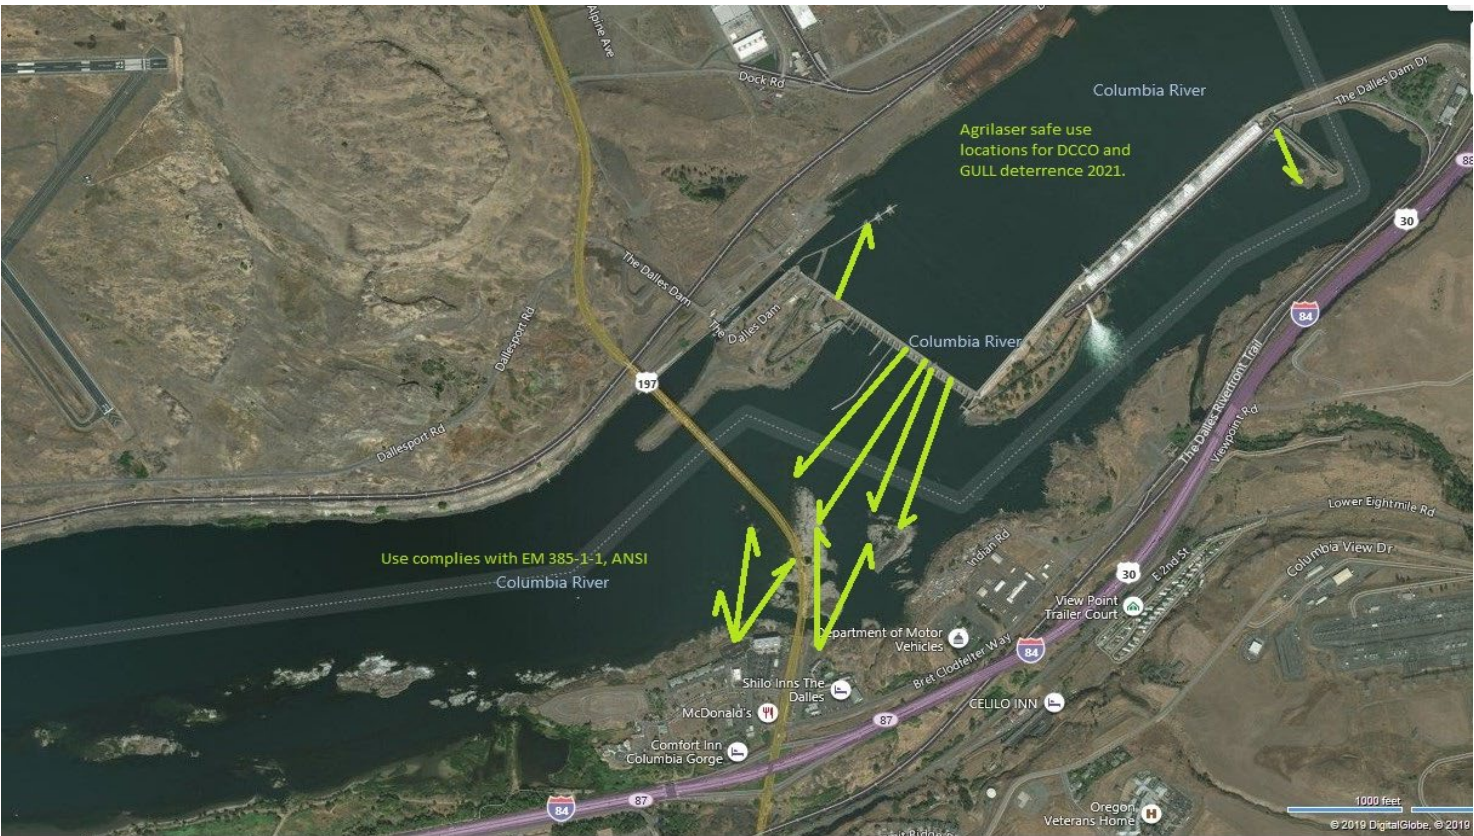 Alpine Ave
Dock Rd
Columbia River
The Dalles Dam Dr
Agrilaser safe use
locations for DCCO and
GULL deterrence 2021.
88
30
The Dalles Dam
Dallesport Rd
The Dalles Dam
84
Columbia River
197
The Dalles Riverfront Trail
Viewpoint Rd
Dallesport Rd
Lower Eightmile Rd
Use complies with EM 385-1-1, ANSI
Columbia River
Indian Rd
E 2nd St
Columbia View Dr
30
View Point
Trailer Court
Department of Motor
Vehicles
Bret Clodfelter Way
84
Shilo Inns The
Dalles
CELILO INN
McDonald's
87
Comfort Inn
Columbia Gorge
87
84
Oregon
Veterans Home
1000 feet
© 2019 DigitalGlobe, © 2019